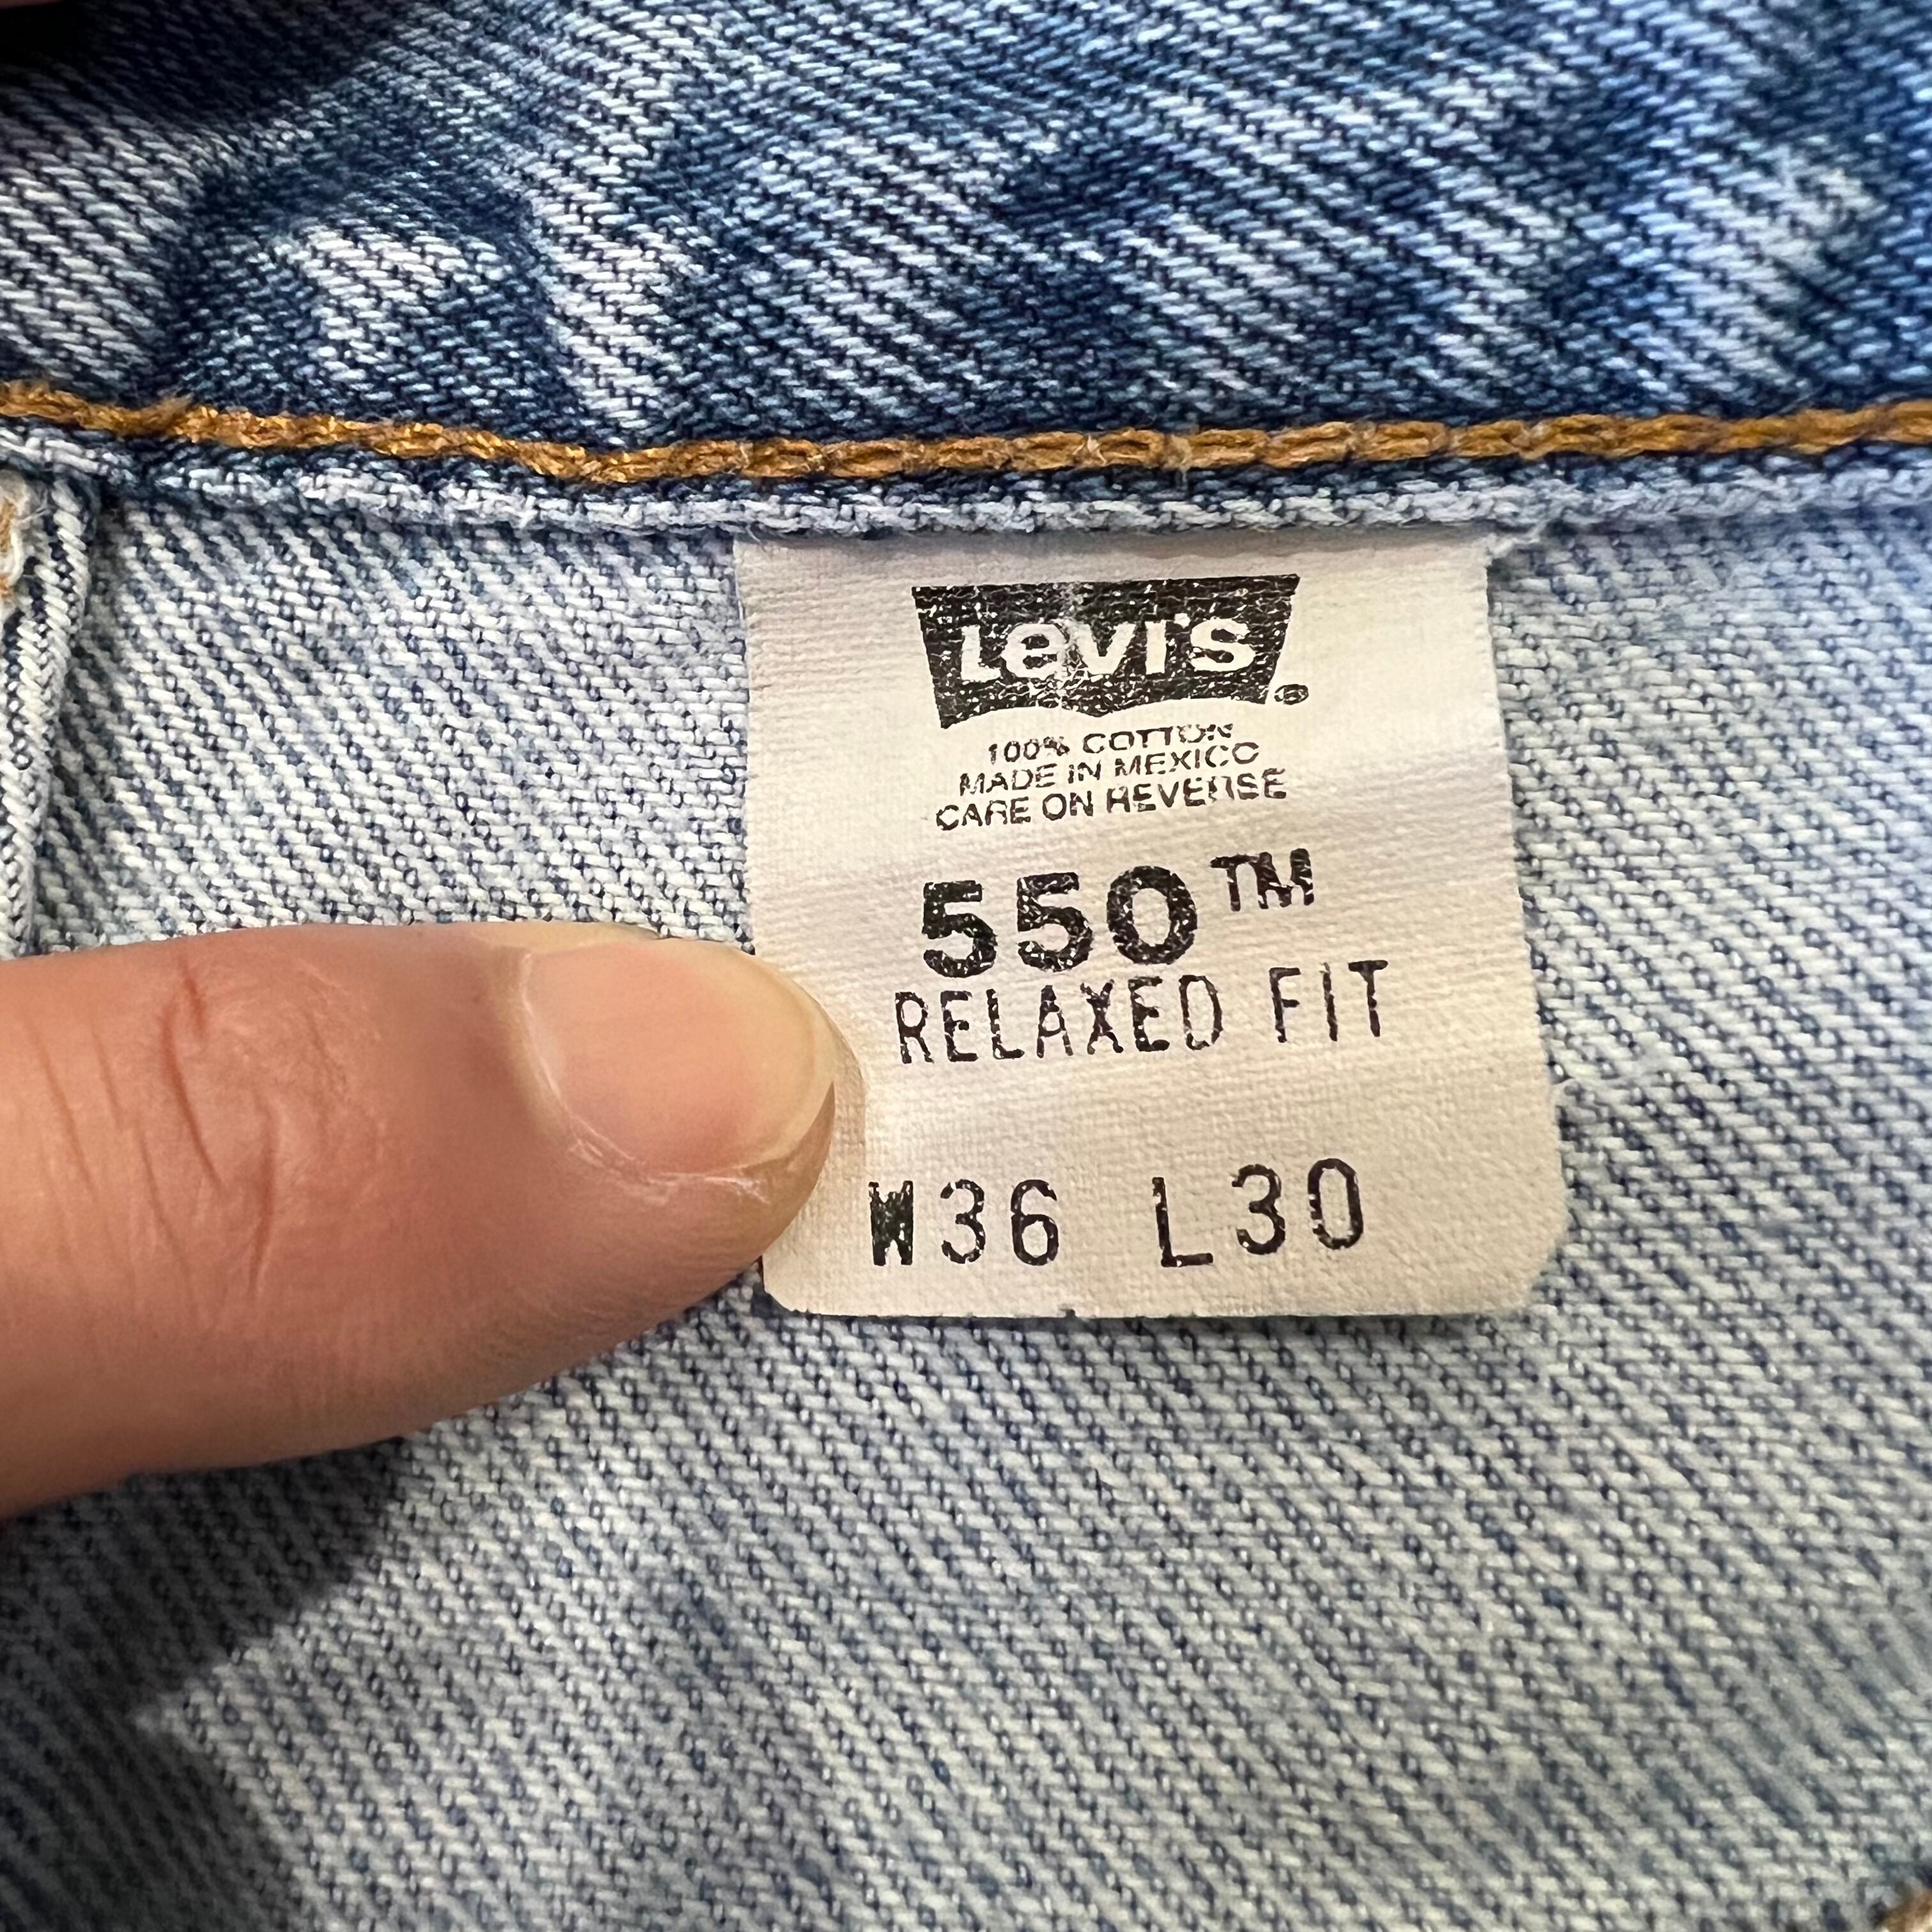 Levi's ®
100% COTTON
MADE IN MEXICO
CARE ON REVERSE
550™
RELAXED FIT
W36 L30